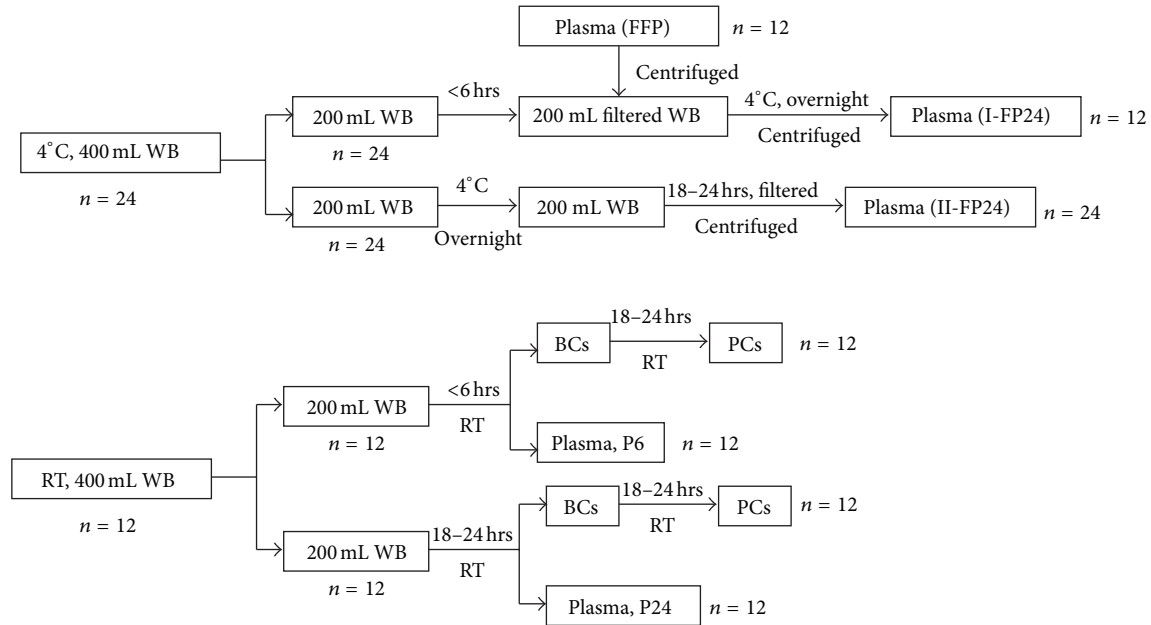 Plasma (FFP)
n = 12
Centrifuged
<6 hrs
200 mL WB
n = 24
200 mL filtered WB
4°C, overnight
Centrifuged
Plasma (I-FP24)
n = 12
4°C, 400 mL WB
n = 24
200 mL WB
n = 24
4°C
Overnight
200 mL WB
18–24 hrs, filtered
Centrifuged
Plasma (II-FP24)
n = 24
RT, 400 mL WB
n = 12
200 mL WB
n = 12
<6 hrs
RT
BCs
18–24 hrs
RT
PCs
n = 12
Plasma, P6
n = 12
200 mL WB
n = 12
18–24 hrs
RT
BCs
18–24 hrs
RT
PCs
n = 12
Plasma, P24
n = 12